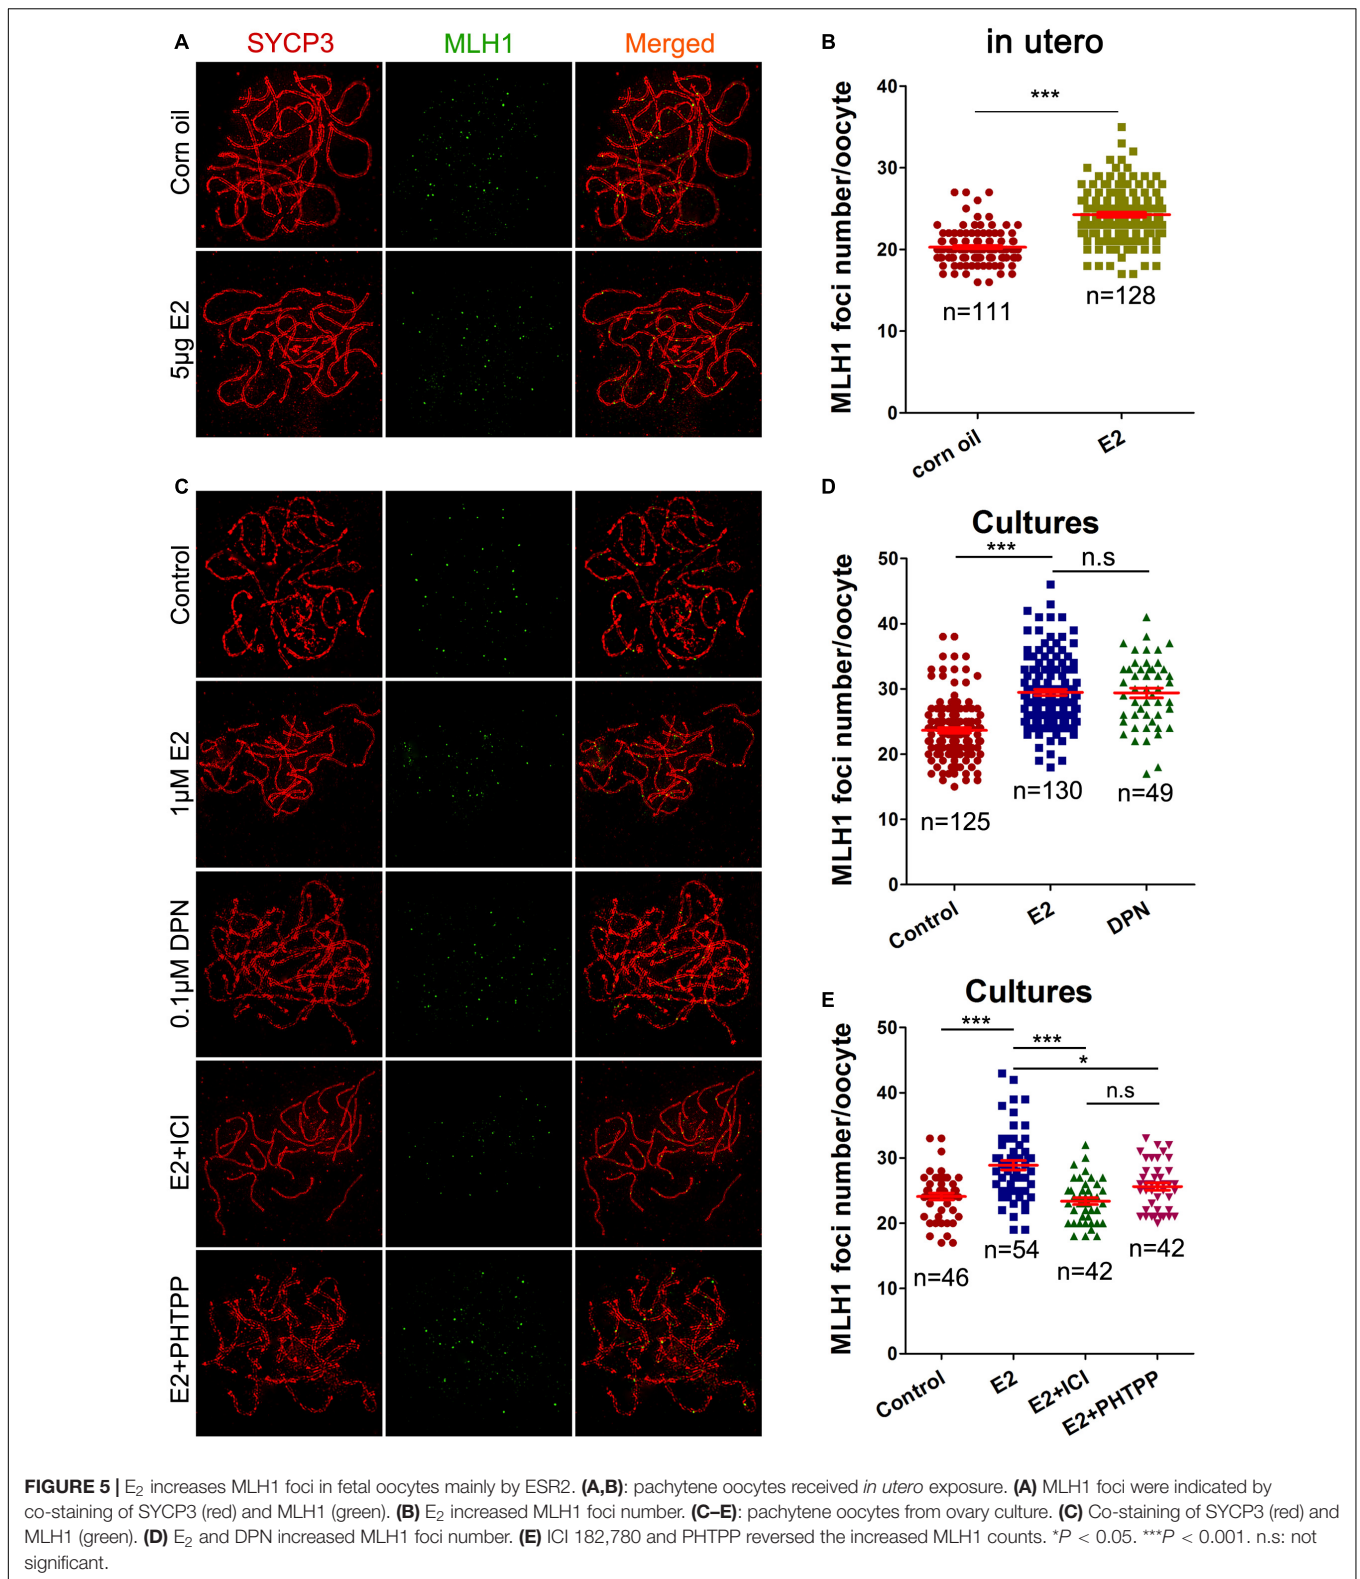 A
SYCP3
MLH1
Merged
Corn oil
5µg E2
B
in utero
MLH1 foci number/oocyte
40
30
20
10
0
***
n=111
n=128
corn oil
E2
C
Control
1µM E2
0.1µM DPN
E2+ICI
E2+PHTPP
D
Cultures
MLH1 foci number/oocyte
50
40
30
20
10
0
***
n.s
n=125
n=130
n=49
Control
E2
DPN
E
Cultures
MLH1 foci number/oocyte
50
40
30
20
10
0
***
***
*
n.s
n=46
n=54
n=42
n=42
Control
E2
E2+ICI
E2+PHTPP
FIGURE 5 | E₂ increases MLH1 foci in fetal oocytes mainly by ESR2. (A,B): pachytene oocytes received in utero exposure. (A) MLH1 foci were indicated by
co-staining of SYCP3 (red) and MLH1 (green). (B) E₂ increased MLH1 foci number. (C–E): pachytene oocytes from ovary culture. (C) Co-staining of SYCP3 (red) and
MLH1 (green). (D) E₂ and DPN increased MLH1 foci number. (E) ICI 182,780 and PHTPP reversed the increased MLH1 counts. *P < 0.05. ***P < 0.001. n.s: not
significant.